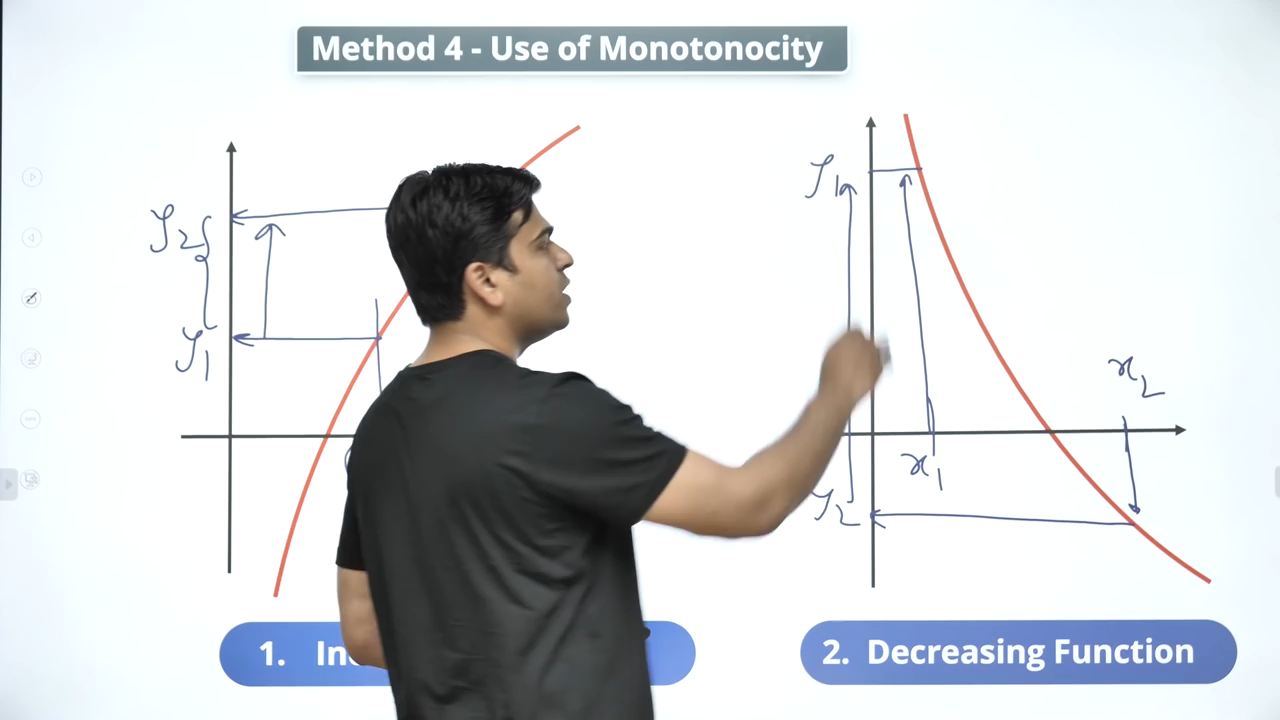 Method 4 - Use of Monotonocity
y2
y1
y1
x2
x1
y2
1. In
2. Decreasing Function